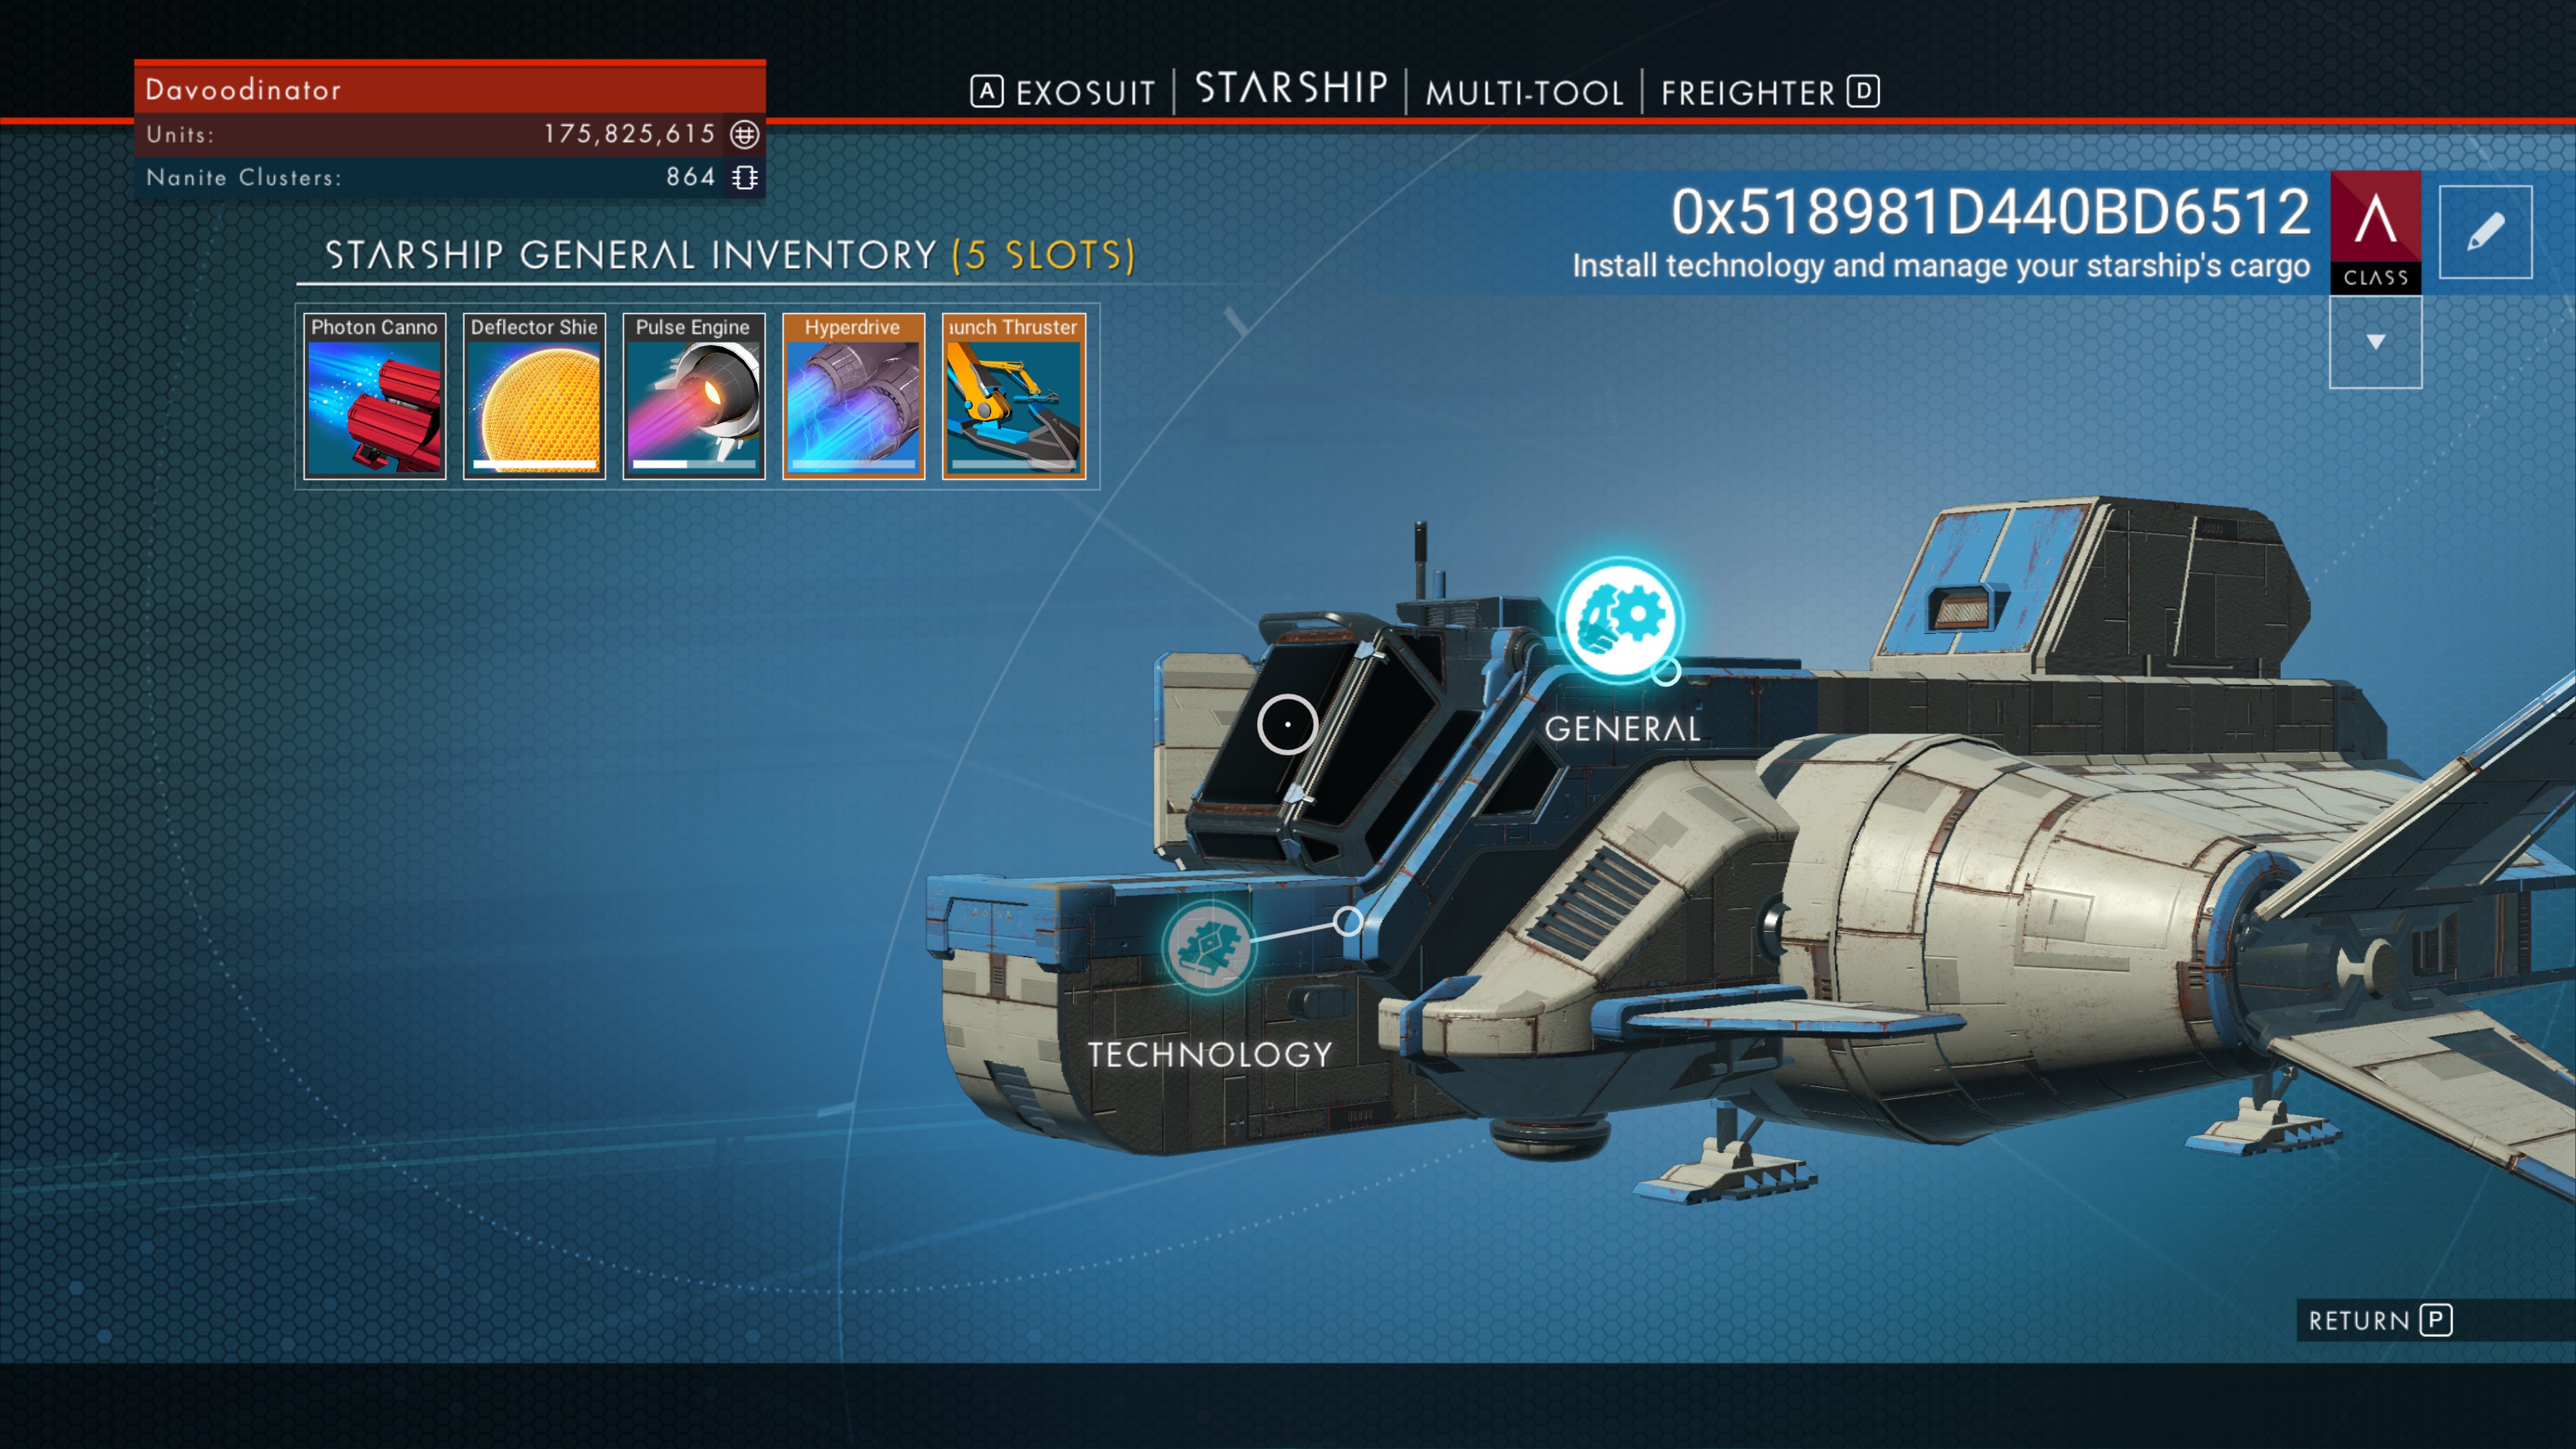 Davoodinator
Units: 175,825,615
Nanite Clusters: 864
A EXOSUIT STARSHIP MULTI-TOOL FREIGHTER D
0x518981D440BD6512
Install technology and manage your starship's cargo
A
CLASS
STARSHIP GENERAL INVENTORY (5 SLOTS)
Photon Canno Deflector Shie Pulse Engine Hyperdrive aunch Thruster
GENERAL
TECHNOLOGY
RETURN P